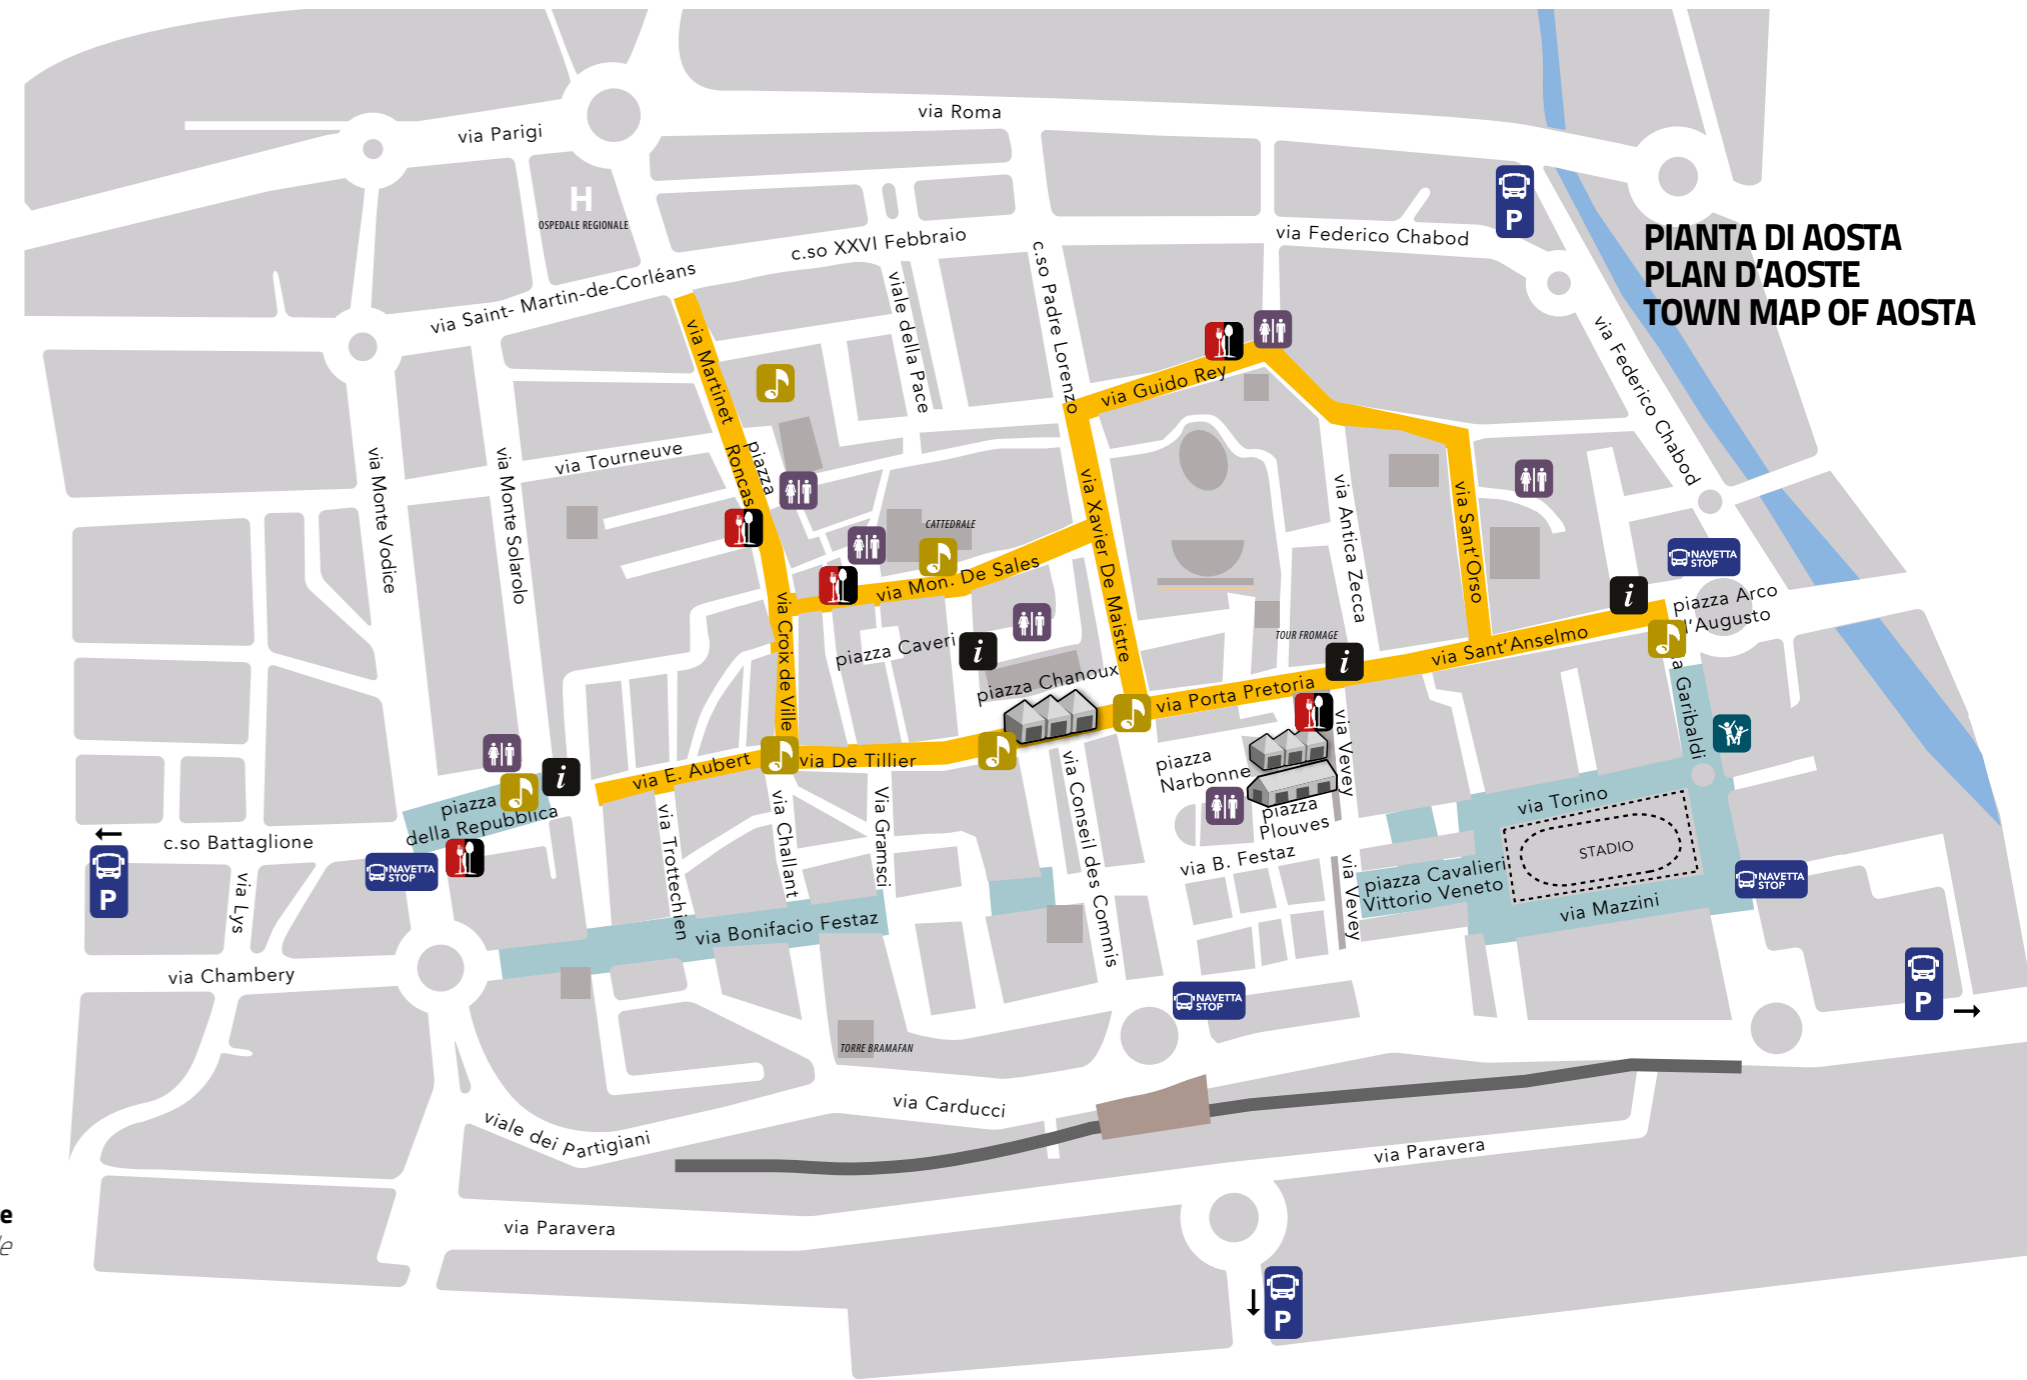 via Roma
via Parigi
H
OSPEDALE REGIONALE
P
PIANTA DI AOSTA
PLAN D'AOSTE
TOWN MAP OF AOSTA
c.so XXVI Febbraio
via Federico Chabod
via Saint- Martin-de-Corléans
viale della Pace
c.so Padre Lorenzo
via Federico Chabod
via Martinet
via Guido Rey
piazza
Roncas
via Tourneuve
via Monte Vodice
via Monte Solarolo
via Xavier De Maistre
via Antica Zecca
via Sant'Orso
CATTEDRALE
via Mon. De Sales
NAVETTA
STOP
i
piazza Arco
d'Augusto
via Croix de Ville
piazza Caveri
i
TOUR FROMAGE
i
via Sant'Anselmo
piazza Chanoux
via Porta Pretoria
a Garibaldi
via Vevey
via E. Aubert
via De Tillier
i
piazza
Narbonne
piazza
della Repubblica
piazza
Plouves
via Torino
c.so Battaglione
P
NAVETTA
STOP
via Lys
via Trottechien
via Challant
Via Gramsci
via Conseil des Commis
via B. Festaz
via Vevey
piazza Cavalieri
Vittorio Veneto
STADIO
NAVETTA
STOP
via Mazzini
via Bonifacio Festaz
via Chambery
NAVETTA
STOP
P
TORRE BRAMAFAN
via Carducci
viale dei Partigiani
via Paravera
via Paravera
e
le
P